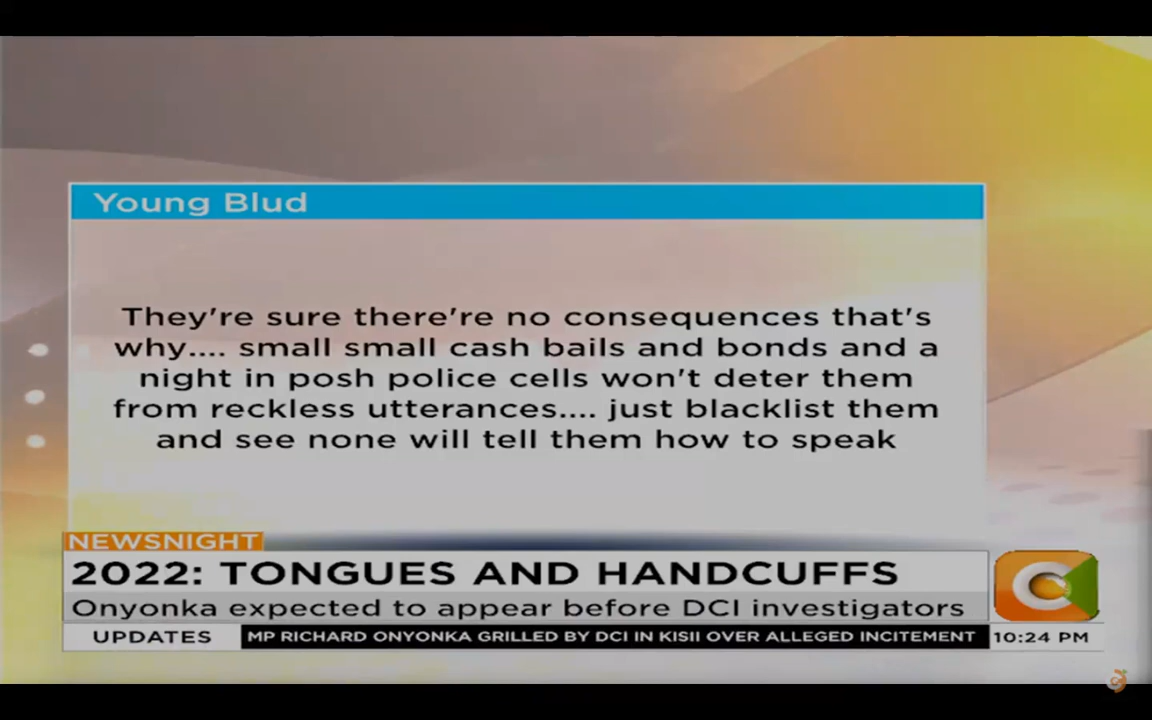 Young Blud
They're sure there're no consequences that's
why.... small small cash bails and bonds and a
night in posh police cells won't deter them
from reckless utterances.... just blacklist them
and see none will tell them how to speak
NEWSNIGHT
2022: TONGUES AND HANDCUFFS
Onyonka expected to appear before DCI investigators
UPDATES MP RICHARD ONYONKA GRILLED BY DCI IN KISII OVER ALLEGED INCITEMENT 10:24 PM